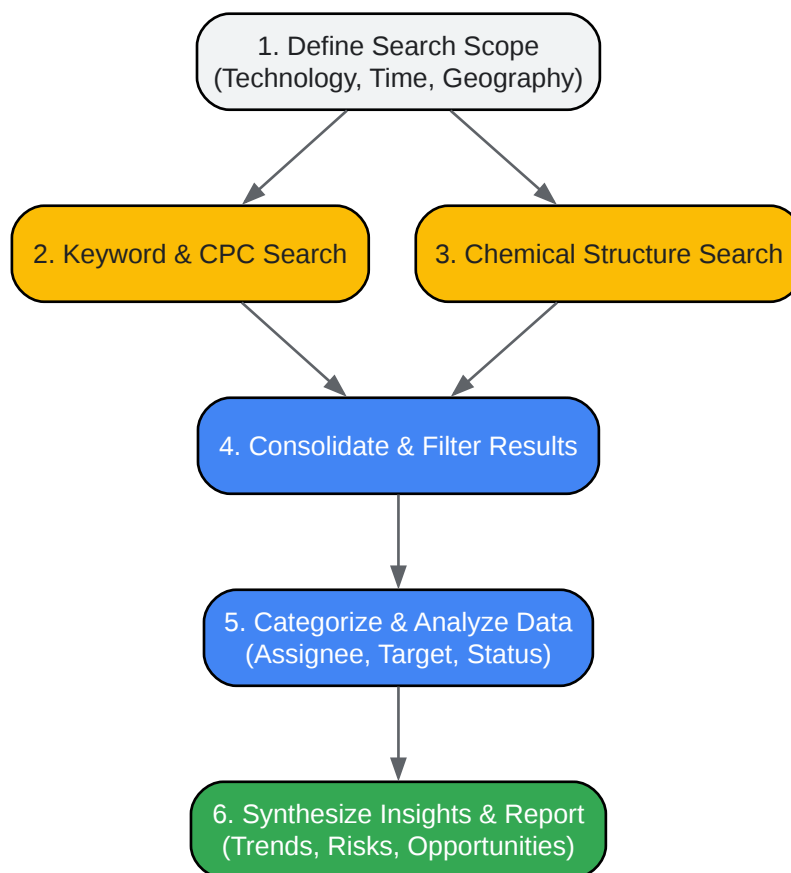 1. Define Search Scope
(Technology, Time, Geography)
2. Keyword & CPC Search
3. Chemical Structure Search
4. Consolidate & Filter Results
5. Categorize & Analyze Data
(Assignee, Target, Status)
6. Synthesize Insights & Report
(Trends, Risks, Opportunities)